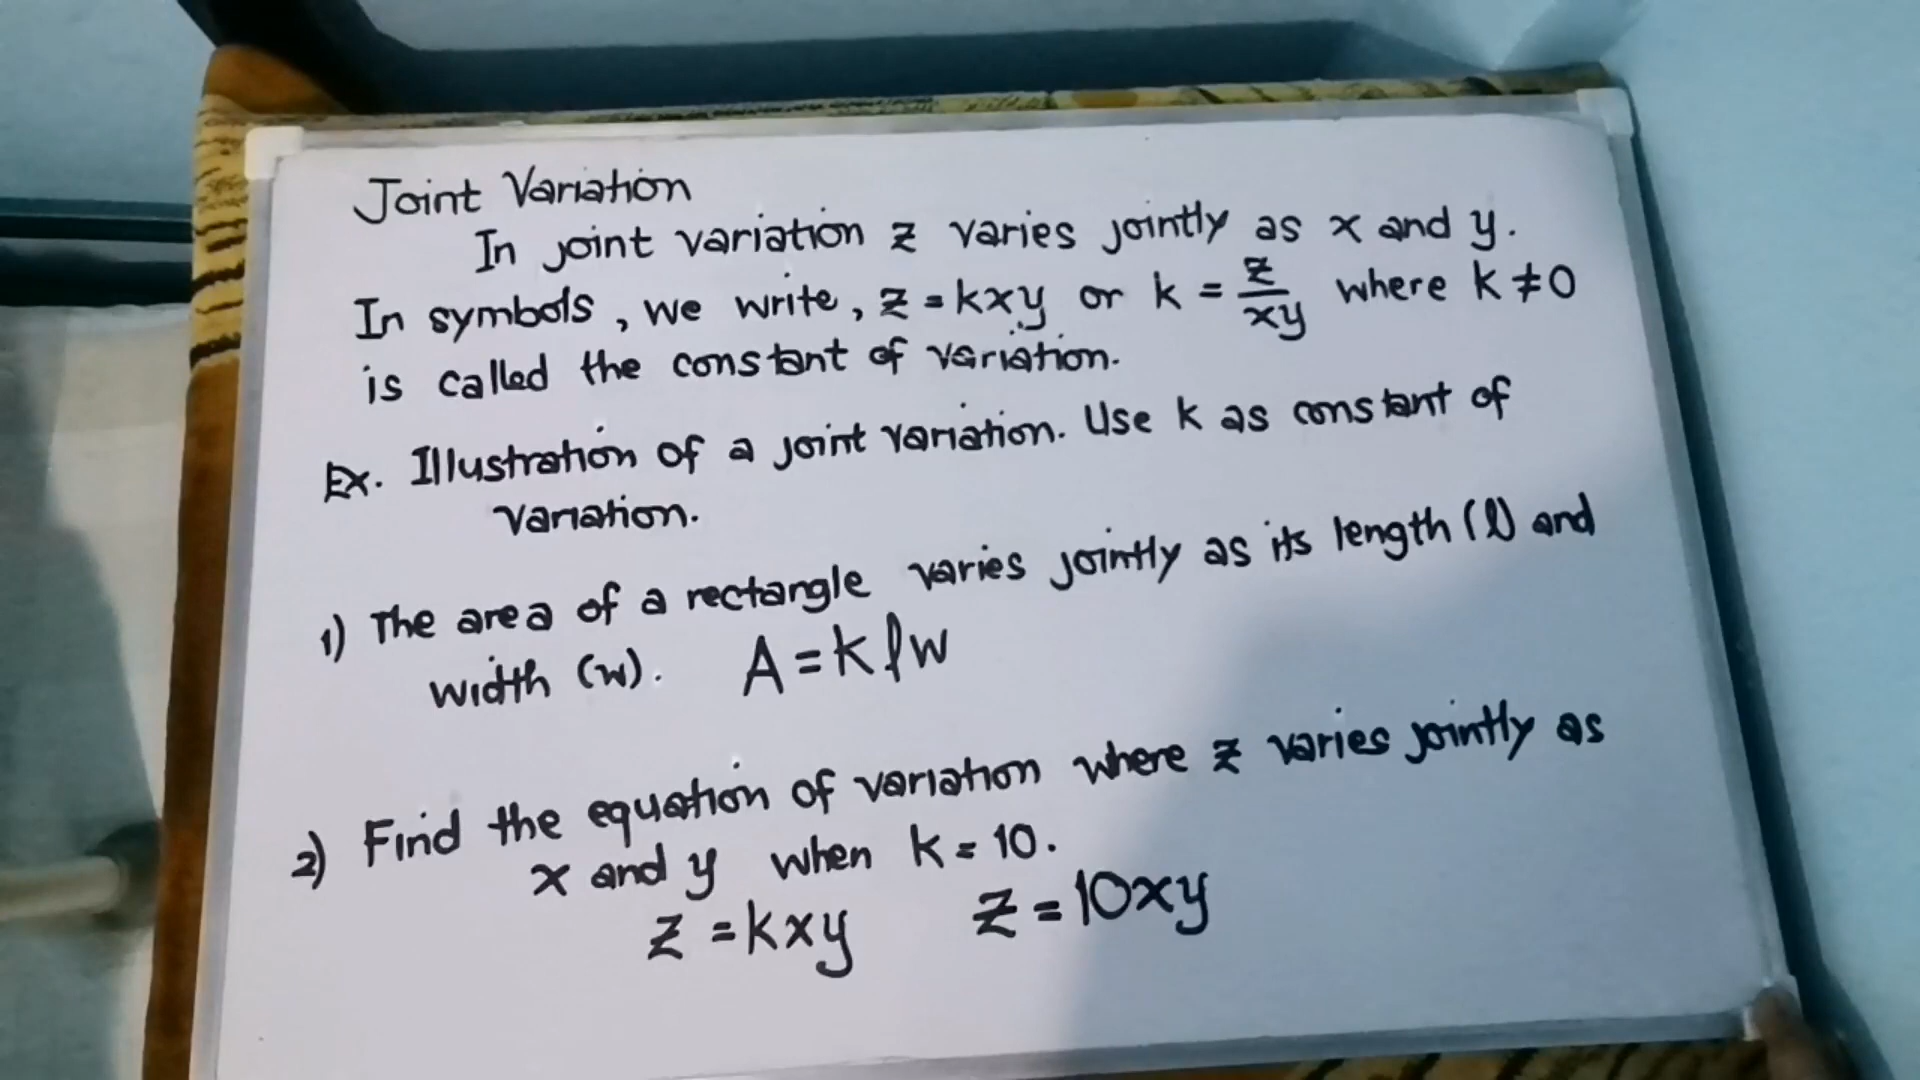 Joint Variation
In joint variation z varies jointly as x and y.
In symbols, we write, z = kxy or k = z/xy where k ≠ 0
is called the constant of variation.
Ex. Illustration of a joint variation. Use k as constant of
variation.
1) The area of a rectangle varies jointly as its length (l) and
width (w). A = klw
2) Find the equation of variation where z varies jointly as
x and y when k = 10.
z = kxy z = 10xy